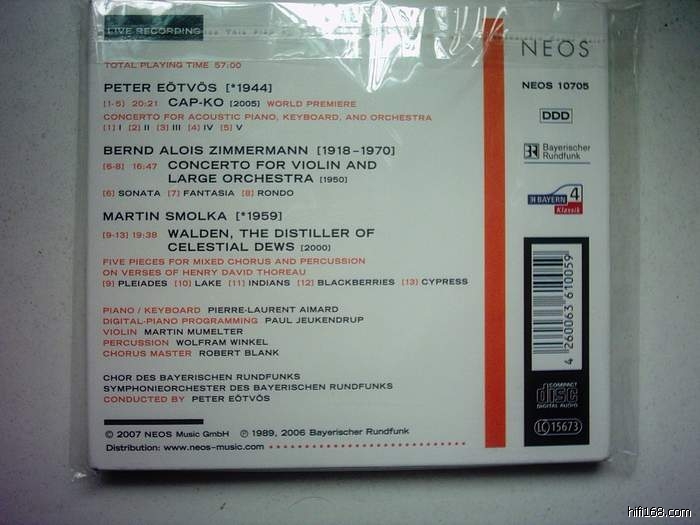 LIVE RECORDING
NEOS
TOTAL PLAYING TIME 57:00
PETER EÖTVÖS [*1944]
[1-5] 20:21 CAP-KO [2005] WORLD PREMIERE
CONCERTO FOR ACOUSTIC PIANO, KEYBOARD, AND ORCHESTRA
[1] I [2] II [3] III [4] IV [5] V
BERND ALOIS ZIMMERMANN [1918-1970]
[6-8] 16:47 CONCERTO FOR VIOLIN AND
LARGE ORCHESTRA [1950]
[6] SONATA [7] FANTASIA [8] RONDO
MARTIN SMOLKA [*1959]
[9-13] 19:38 WALDEN, THE DISTILLER OF
CELESTIAL DEWS [2000]
FIVE PIECES FOR MIXED CHORUS AND PERCUSSION
ON VERSES OF HENRY DAVID THOREAU
[9] PLEIADES [10] LAKE [11] INDIANS [12] BLACKBERRIES [13] CYPRESS
PIANO / KEYBOARD PIERRE-LAURENT AIMARD
DIGITAL-PIANO PROGRAMMING PAUL JEUKENDRUP
VIOLIN MARTIN MUMELTER
PERCUSSION WOLFRAM WINKEL
CHORUS MASTER ROBERT BLANK
CHOR DES BAYERISCHEN RUNDFUNKS
SYMPHONIEORCHESTER DES BAYERISCHEN RUNDFUNKS
CONDUCTED BY PETER EÖTVÖS
© 2007 NEOS Music GmbH ℗ 1989, 2006 Bayerischer Rundfunk
Distribution: www.neos-music.com
NEOS 10705
DDD
BR Bayerischer
Rundfunk
BR BAYERN 4
Klassik
4 260063 610059
COMPACT
disc
DIGITAL AUDIO
LC 15673
hifi168.com